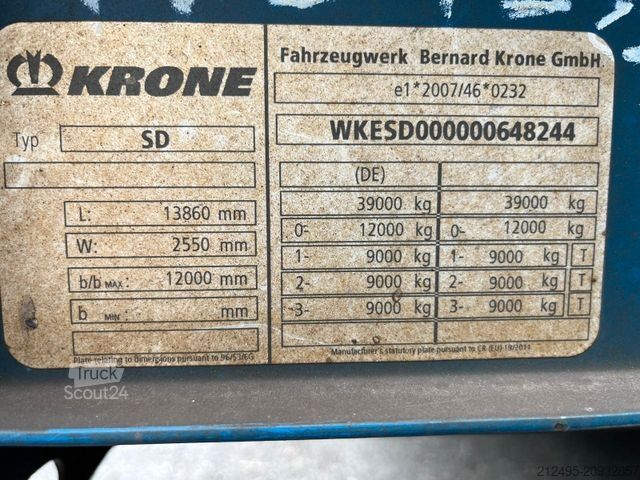 KRONE
Typ SD
L: 13860 mm
W: 2550 mm
b/b MAX: 12000 mm
b MIN: mm
Plate relating to dimensions pursuant to 96/53/EG
Fahrzeugwerk Bernard Krone GmbH
e1*2007/46*0232
WKESD000000648244
(DE)
39000 kg 39000 kg
0- 12000 kg 0- 12000 kg
1- 9000 kg 1- 9000 kg T
2- 9000 kg 2- 9000 kg T
3- 9000 kg 3- 9000 kg T
Manufacturer's statutory plate pursuant to CR (EU) 19/2011
Truck
Scout24